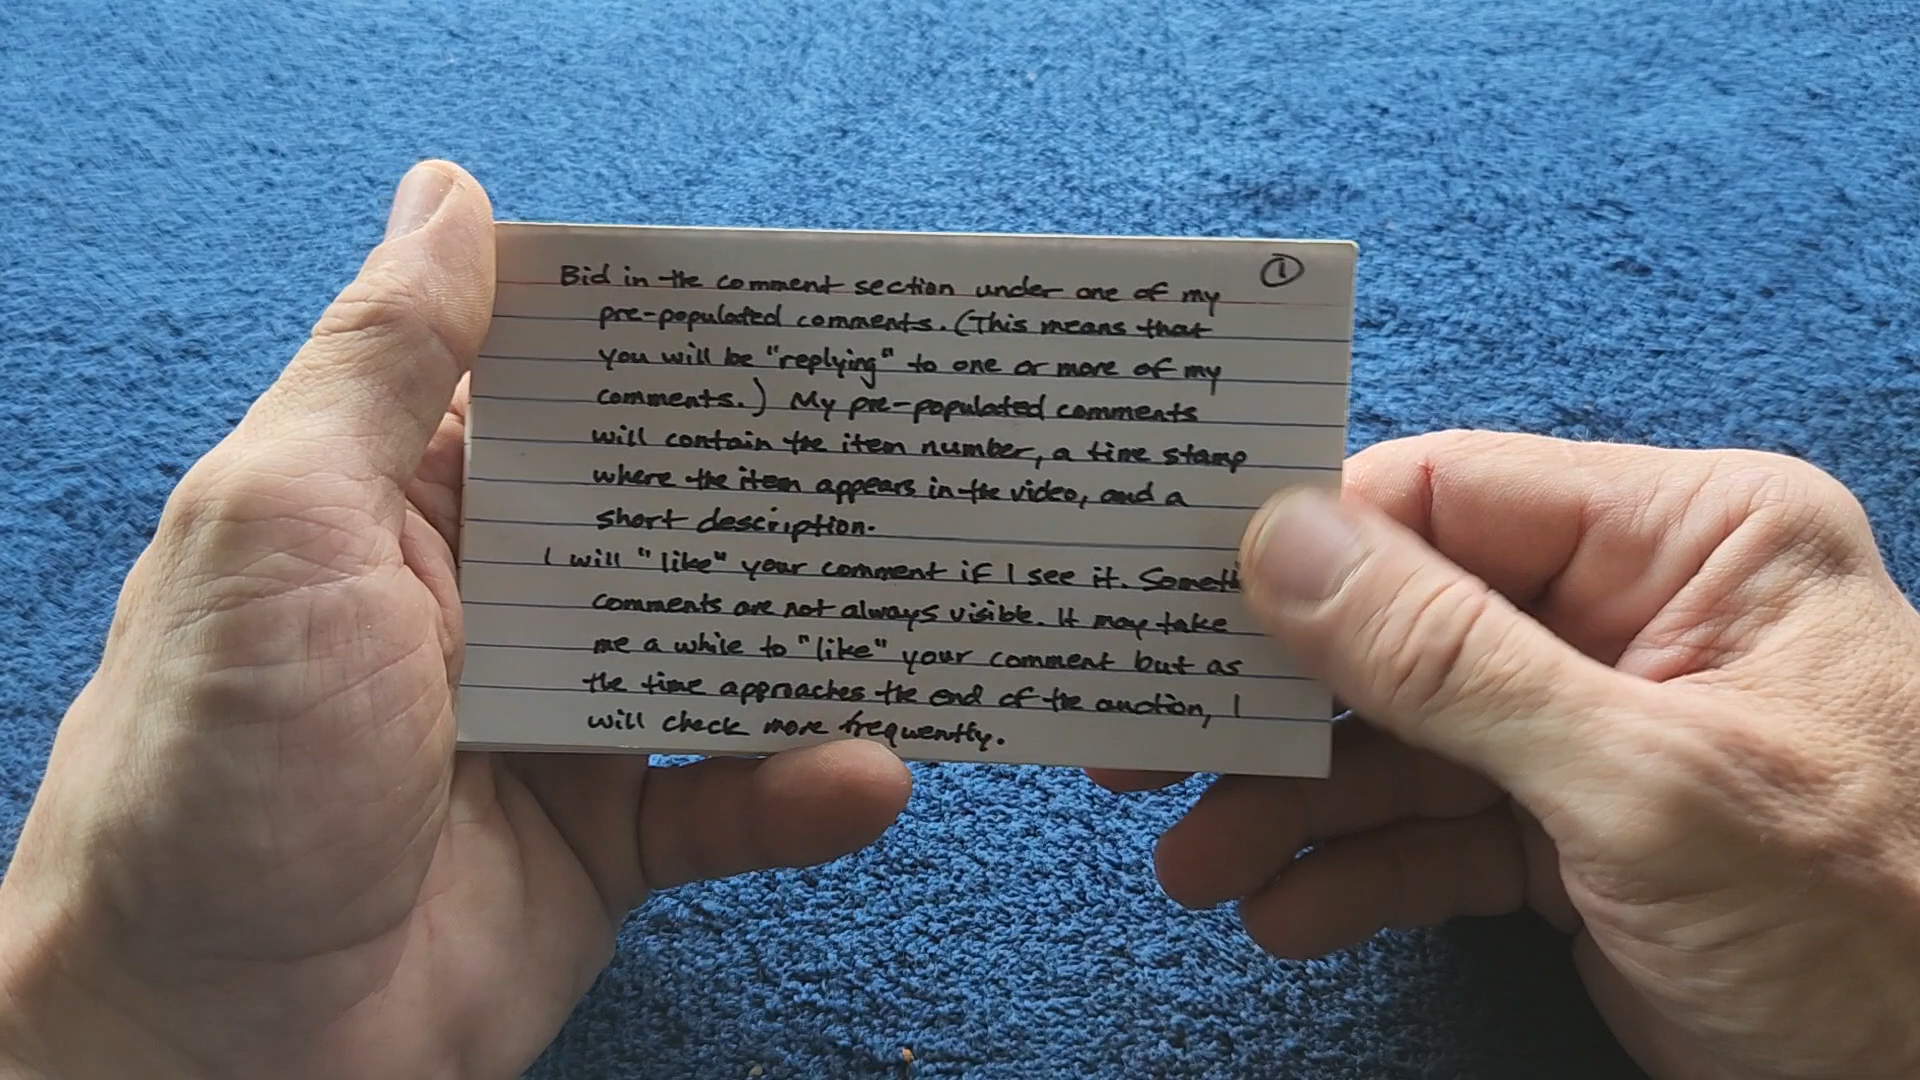 ①
Bid in the comment section under one of my
pre-populated comments. (This means that
you will be "replying" to one or more of my
comments.) My pre-populated comments
will contain the item number, a time stamp
where the item appears in the video, and a
short description.
I will "like" your comment if I see it.
comments are not always visible. It may take
me a while to "like" your comment but as
the time approaches the end of the auction, I
will check more frequently.